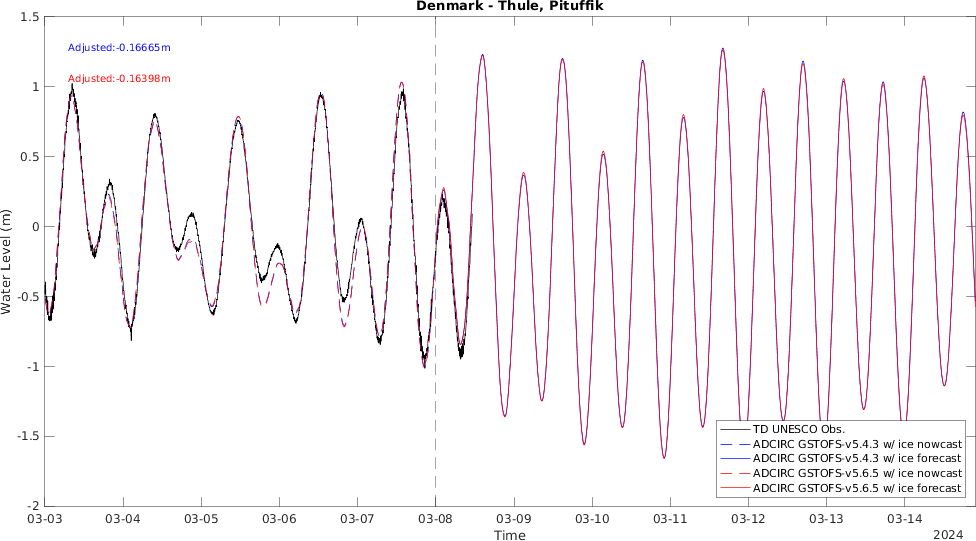 Denmark - Thule, Pituffik
Adjusted:-0.16665m
Adjusted:-0.16398m
1.5
1
0.5
0
-0.5
-1
-1.5
-2
Water Level (m)
TD UNESCO Obs.
ADCIRC GSTOFS-v5.4.3 w/ ice nowcast
ADCIRC GSTOFS-v5.4.3 w/ ice forecast
ADCIRC GSTOFS-v5.6.5 w/ ice nowcast
ADCIRC GSTOFS-v5.6.5 w/ ice forecast
03-03 03-04 03-05 03-06 03-07 03-08 03-09 03-10 03-11 03-12 03-13 03-14
Time
2024